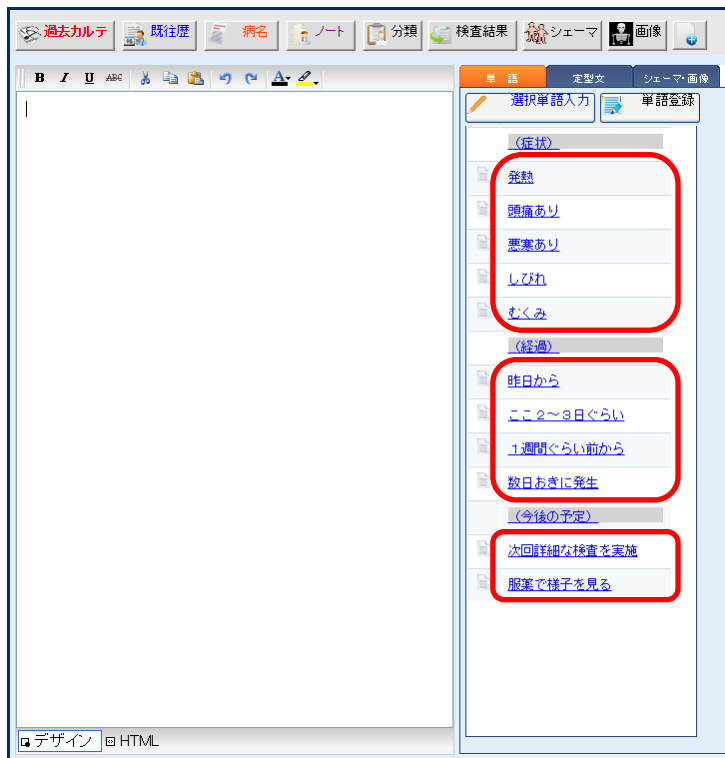 過去カルテ 既往歴 病名 ノート 分類 検査結果 シェーマ 画像
B I U ABC A
単 語 定型文 シェーマ・画像
選択単語入力 単語登録
(症状)
発熱
頭痛あり
悪寒あり
しびれ
むくみ
(経過)
昨日から
ここ2～3日ぐらい
1週間ぐらい前から
数日おきに発生
(今後の予定)
次回詳細な検査を実施
服薬で様子を見る
デザイン HTML